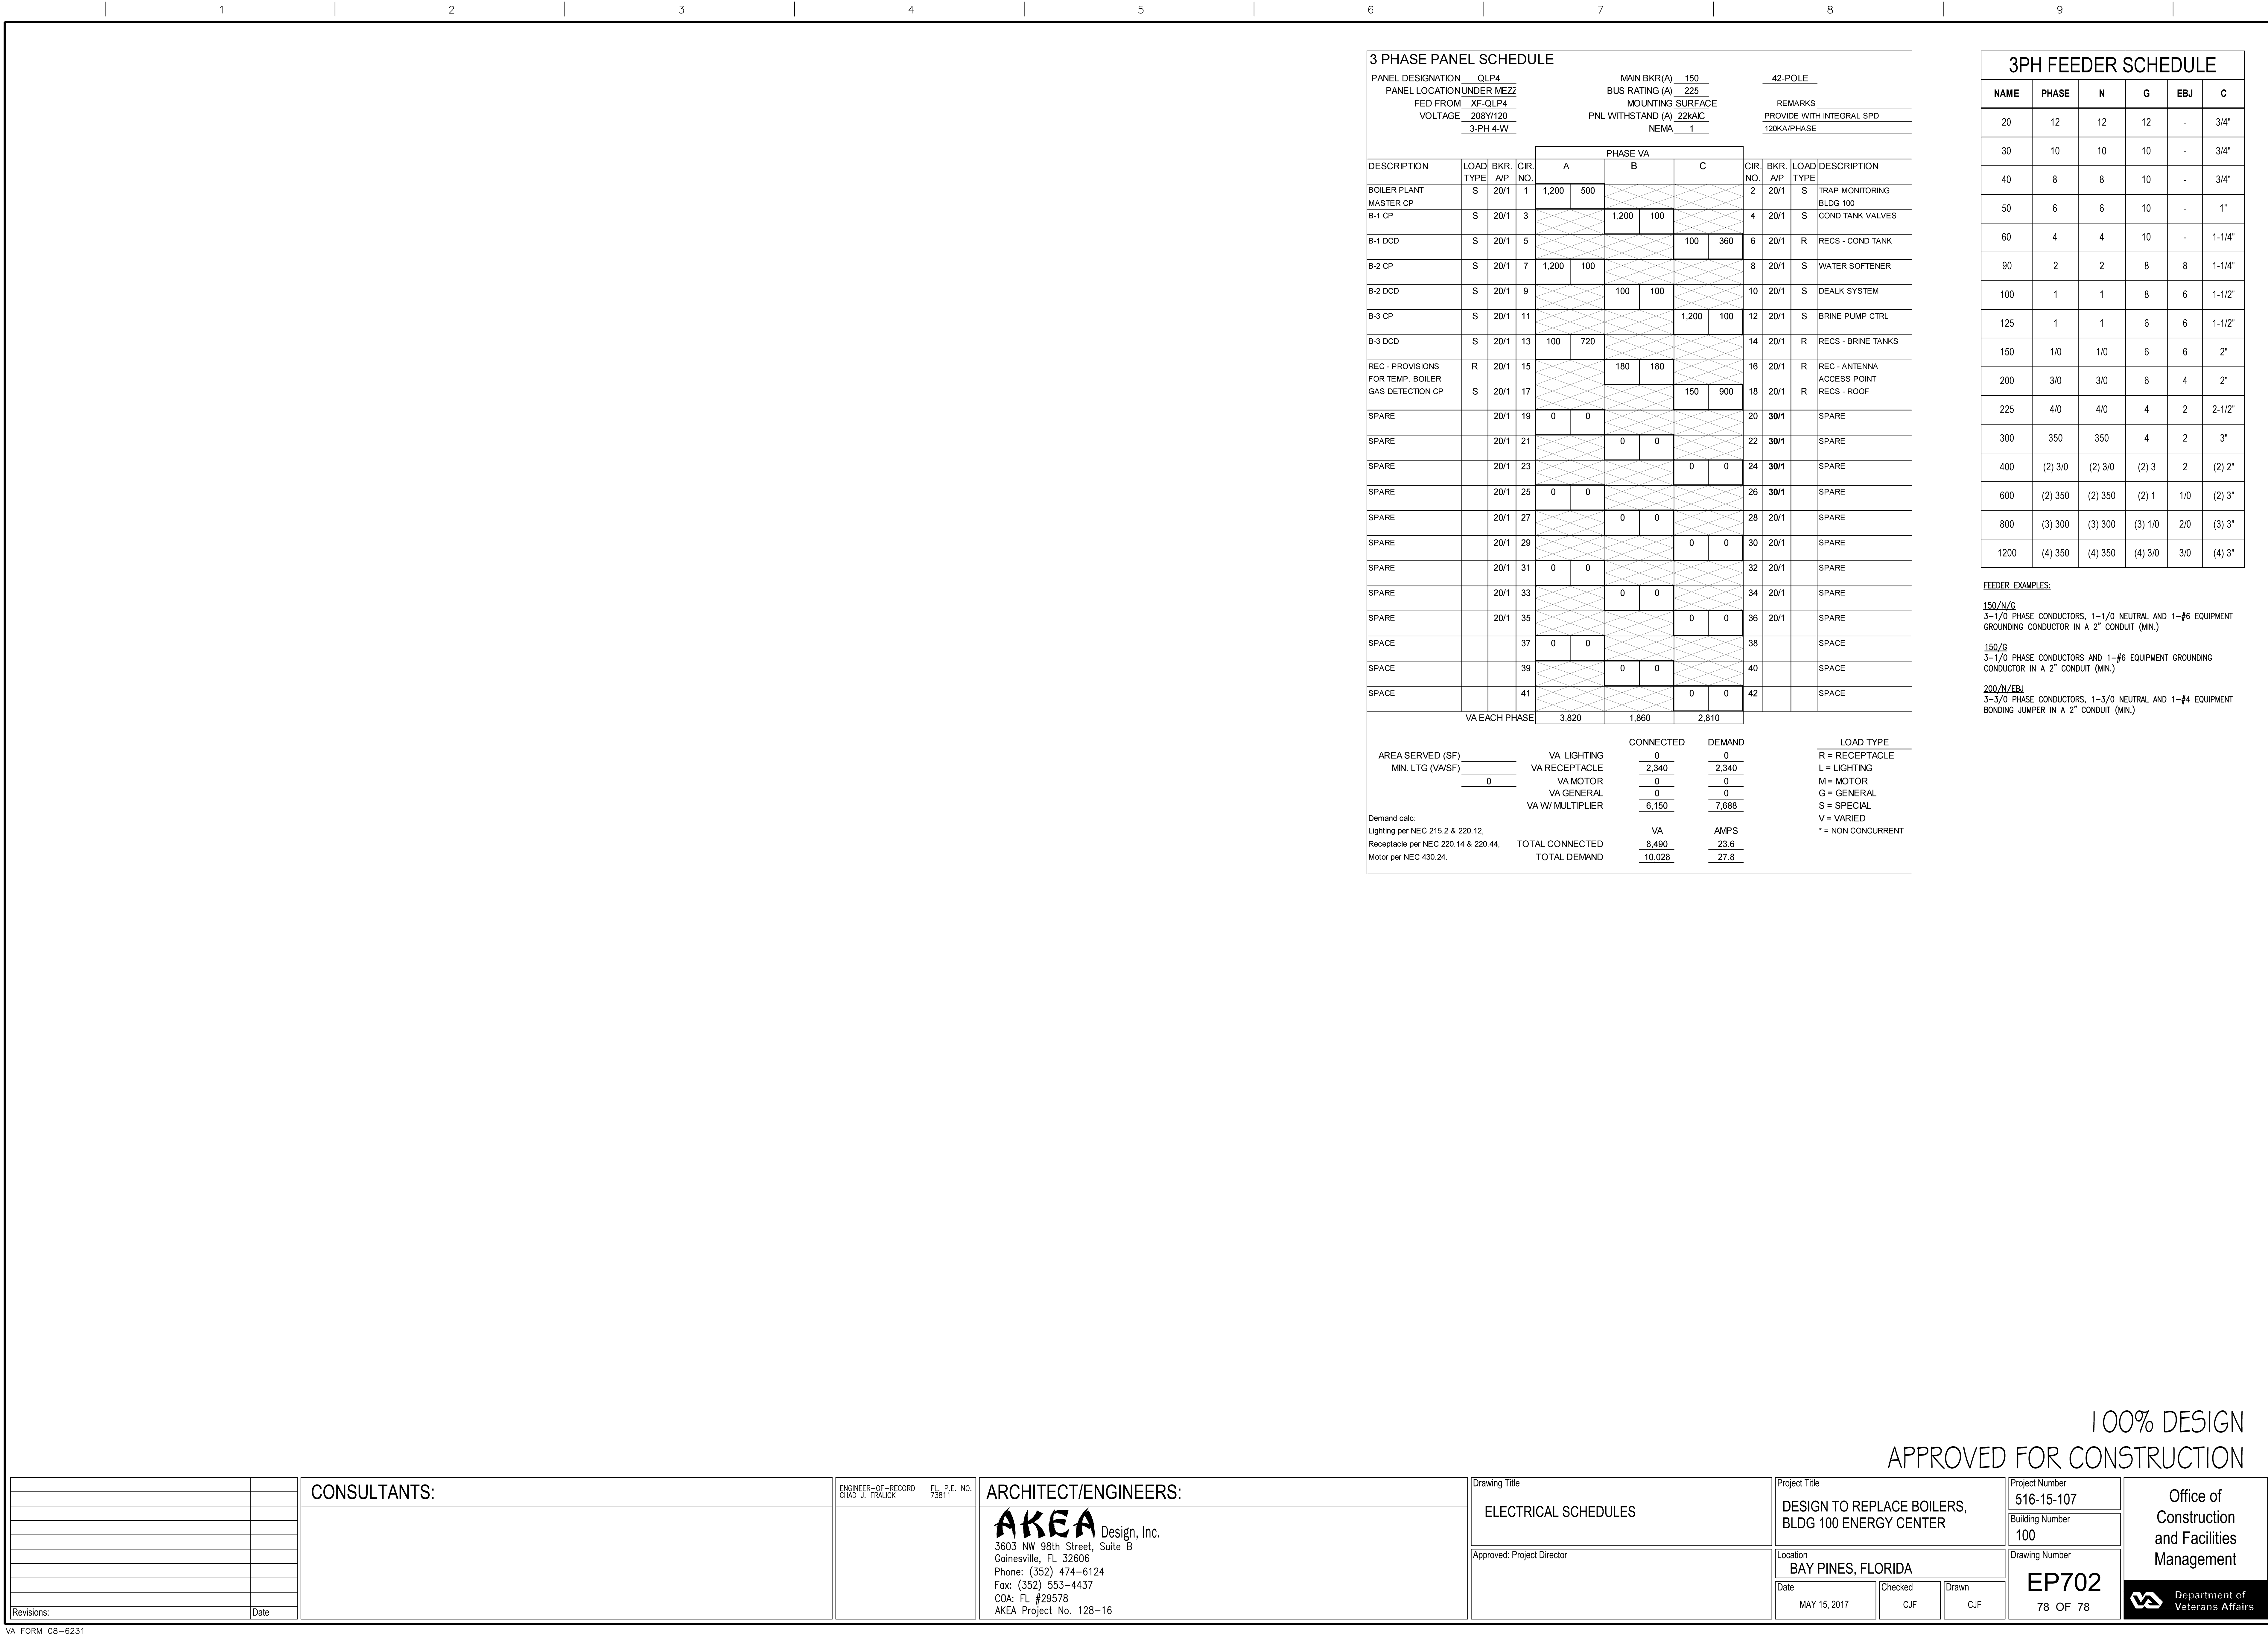 1 2 3 4 5 6 7 8 9
3 PHASE PANEL SCHEDULE
PANEL DESIGNATION QLP4 MAIN BKR(A) 150 42-POLE
PANEL LOCATION UNDER MEZZ BUS RATING (A) 225
FED FROM XF-QLP4 MOUNTING SURFACE REMARKS
VOLTAGE 208Y/120 PNL WITHSTAND (A) 22kAIC PROVIDE WITH INTEGRAL SPD
3-PH 4-W NEMA 1 120KA/PHASE
PHASE VA
DESCRIPTION LOAD BKR. CIR. A B C CIR. BKR. LOAD DESCRIPTION
TYPE A/P NO. NO. A/P TYPE
BOILER PLANT S 20/1 1 1,200 500 2 20/1 S TRAP MONITORING
MASTER CP BLDG 100
B-1 CP S 20/1 3 1,200 100 4 20/1 S COND TANK VALVES
B-1 DCD S 20/1 5 100 360 6 20/1 R RECS - COND TANK
B-2 CP S 20/1 7 1,200 100 8 20/1 S WATER SOFTENER
B-2 DCD S 20/1 9 100 100 10 20/1 S DEALK SYSTEM
B-3 CP S 20/1 11 1,200 100 12 20/1 S BRINE PUMP CTRL
B-3 DCD S 20/1 13 100 720 14 20/1 R RECS - BRINE TANKS
REC - PROVISIONS R 20/1 15 180 180 16 20/1 R REC - ANTENNA
FOR TEMP. BOILER ACCESS POINT
GAS DETECTION CP S 20/1 17 150 900 18 20/1 R RECS - ROOF
SPARE 20/1 19 0 0 20 30/1 SPARE
SPARE 20/1 21 0 0 22 30/1 SPARE
SPARE 20/1 23 0 0 24 30/1 SPARE
SPARE 20/1 25 0 0 26 30/1 SPARE
SPARE 20/1 27 0 0 28 20/1 SPARE
SPARE 20/1 29 0 0 30 20/1 SPARE
SPARE 20/1 31 0 0 32 20/1 SPARE
SPARE 20/1 33 0 0 34 20/1 SPARE
SPARE 20/1 35 0 0 36 20/1 SPARE
SPACE 37 0 0 38 SPACE
SPACE 39 0 0 40 SPACE
SPACE 41 0 0 42 SPACE
VA EACH PHASE 3,820 1,860 2,810
CONNECTED DEMAND LOAD TYPE
AREA SERVED (SF) VA LIGHTING 0 0 R = RECEPTACLE
MIN. LTG (VA/SF) VA RECEPTACLE 2,340 2,340 L = LIGHTING
0 VA MOTOR 0 0 M = MOTOR
VA GENERAL 0 0 G = GENERAL
VA W/ MULTIPLIER 6,150 7,688 S = SPECIAL
Demand calc: V = VARIED
Lighting per NEC 215.2 & 220.12, VA AMPS * = NON CONCURRENT
Receptacle per NEC 220.14 & 220.44, TOTAL CONNECTED 8,490 23.6
Motor per NEC 430.24. TOTAL DEMAND 10,028 27.8
3PH FEEDER SCHEDULE
NAME PHASE N G EBJ C
20 12 12 12 - 3/4"
30 10 10 10 - 3/4"
40 8 8 10 - 3/4"
50 6 6 10 - 1"
60 4 4 10 - 1-1/4"
90 2 2 8 8 1-1/4"
100 1 1 8 6 1-1/2"
125 1 1 6 6 1-1/2"
150 1/0 1/0 6 6 2"
200 3/0 3/0 6 4 2"
225 4/0 4/0 4 2 2-1/2"
300 350 350 4 2 3"
400 (2) 3/0 (2) 3/0 (2) 3 2 (2) 2"
600 (2) 350 (2) 350 (2) 1 1/0 (2) 3"
800 (3) 300 (3) 300 (3) 1/0 2/0 (3) 3"
1200 (4) 350 (4) 350 (4) 3/0 3/0 (4) 3"
FEEDER EXAMPLES:
150/N/G
3-1/0 PHASE CONDUCTORS, 1-1/0 NEUTRAL AND 1-#6 EQUIPMENT
GROUNDING CONDUCTOR IN A 2" CONDUIT (MIN.)
150/G
3-1/0 PHASE CONDUCTORS AND 1-#6 EQUIPMENT GROUNDING
CONDUCTOR IN A 2" CONDUIT (MIN.)
200/N/EBJ
3-3/0 PHASE CONDUCTORS, 1-3/0 NEUTRAL AND 1-#4 EQUIPMENT
BONDING JUMPER IN A 2" CONDUIT (MIN.)
100% DESIGN
APPROVED FOR CONSTRUCTION
Revisions: Date
CONSULTANTS:
ENGINEER-OF-RECORD FL. P.E. NO.
CHAD J. FRALICK 73811
ARCHITECT/ENGINEERS:
AKEA Design, Inc.
3603 NW 98th Street, Suite B
Gainesville, FL 32606
Phone: (352) 474-6124
Fax: (352) 553-4437
COA: FL #29578
AKEA Project No. 128-16
Drawing Title
ELECTRICAL SCHEDULES
Approved: Project Director
Project Title
DESIGN TO REPLACE BOILERS,
BLDG 100 ENERGY CENTER
Location
BAY PINES, FLORIDA
Date Checked Drawn
MAY 15, 2017 CJF CJF
Project Number
516-15-107
Building Number
100
Drawing Number
EP702
78 OF 78
Office of
Construction
and Facilities
Management
Department of
Veterans Affairs
VA FORM 08-6231